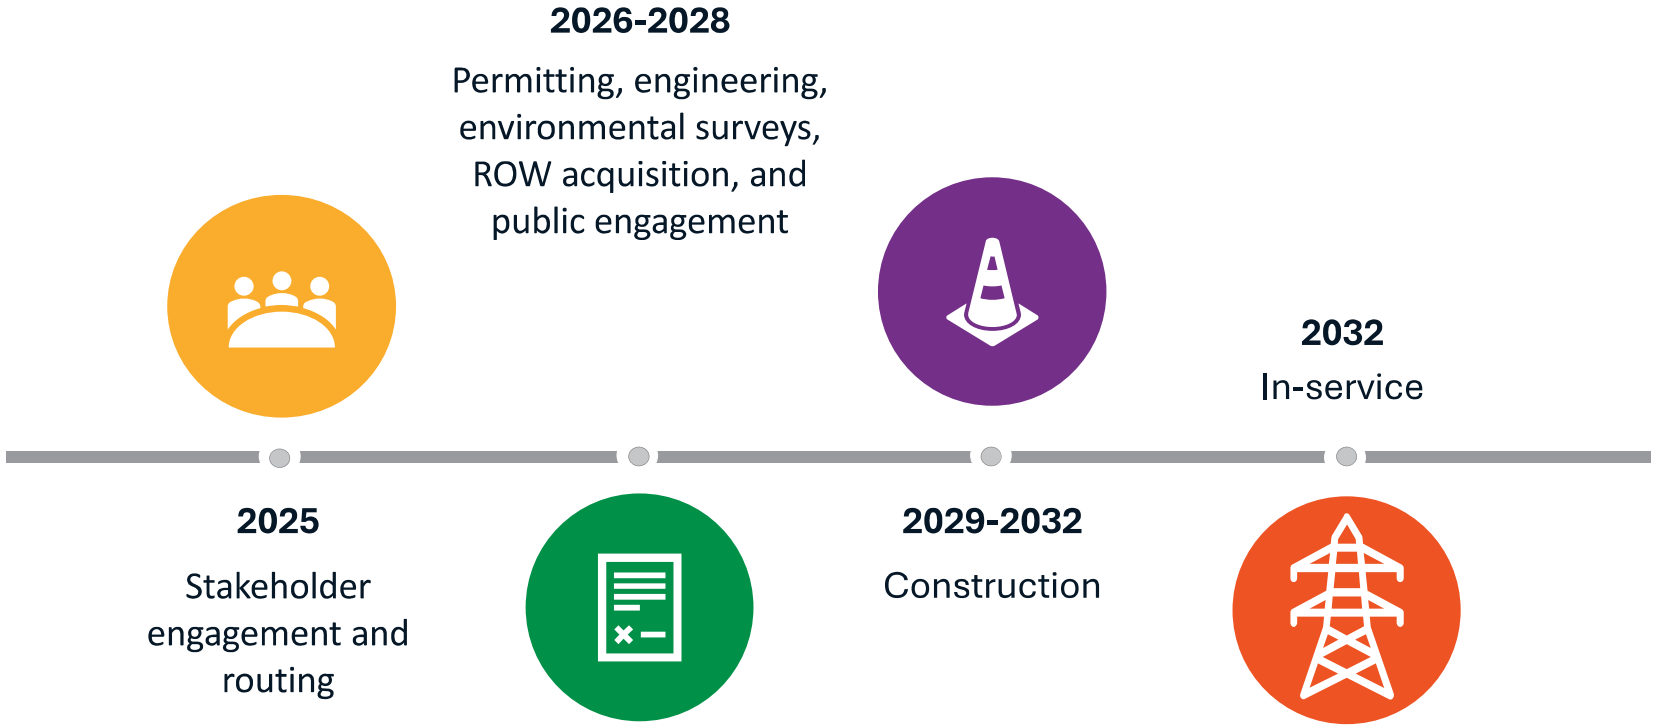 2026-2028
Permitting, engineering,
environmental surveys,
ROW acquisition, and
public engagement
2032
In-service
2025
Stakeholder
engagement and
routing
2029-2032
Construction